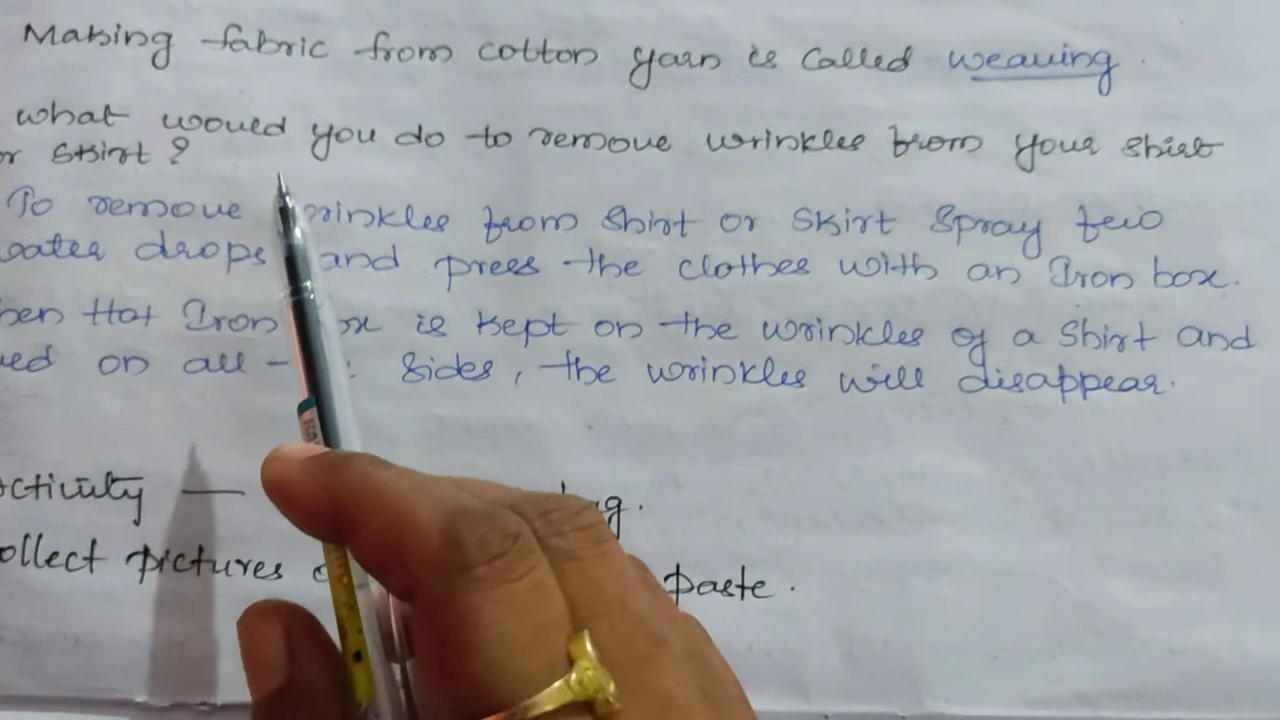 Making fabric from cotton yarn is called weaving.
what would you do to remove wrinkles from your shirt
or skirt?
To remove wrinkles from shirt or skirt spray few
water drops and press the clothes with an Iron box.
Hot Iron is kept on the wrinkles of a shirt and
on all sides, the wrinkles will disappear.
activity —
collect pictures paste.